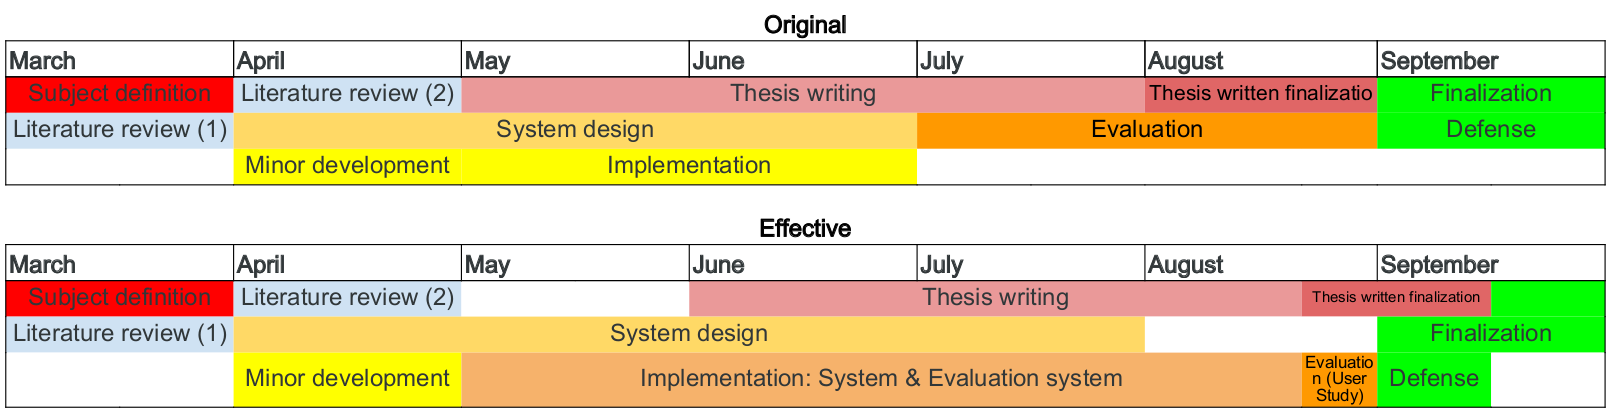 Original
March April May June July August September
Subject definition Literature review (2) Thesis writing Thesis written finalizatio Finalization
Literature review (1) System design Evaluation Defense
Minor development Implementation
Effective
March April May June July August September
Subject definition Literature review (2) Thesis writing Thesis written finalization
Literature review (1) System design Finalization
Minor development Implementation: System & Evaluation system Evaluatio
n (User
Study) Defense